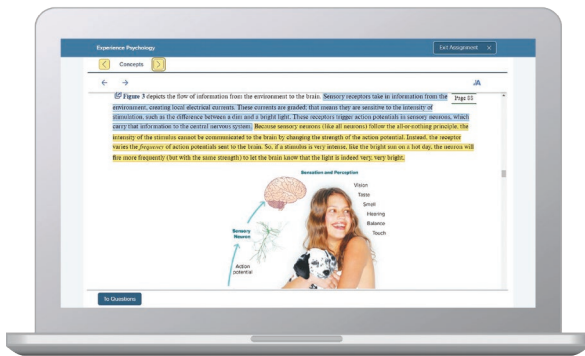 Experience Psychology
Exit Assignment X
Concepts
Figure 3 depicts the flow of information from the environment to the brain. Sensory receptors take in information from the
Page 83
environment, creating local electrical currents. These currents are graded; that means they are sensitive to the intensity of
stimulation, such as the difference between a dim and a bright light. These receptors trigger action potentials in sensory neurons, which
carry that information to the central nervous system. Because sensory neurons (like all neurons) follow the all-or-nothing principle, the
intensity of the stimulus cannot be communicated to the brain by changing the strength of the action potential. Instead, the receptor
varies the frequency of action potentials sent to the brain. So, if a stimulus is very intense, like the bright sun on a hot day, the neuron will
fire more frequently (but with the same strength) to let the brain know that the light is indeed very, very bright.
Sensation and Perception
Vision
Taste
Smell
Hearing
Balance
Touch
Sensory
Neuron
Action
potential
To Questions